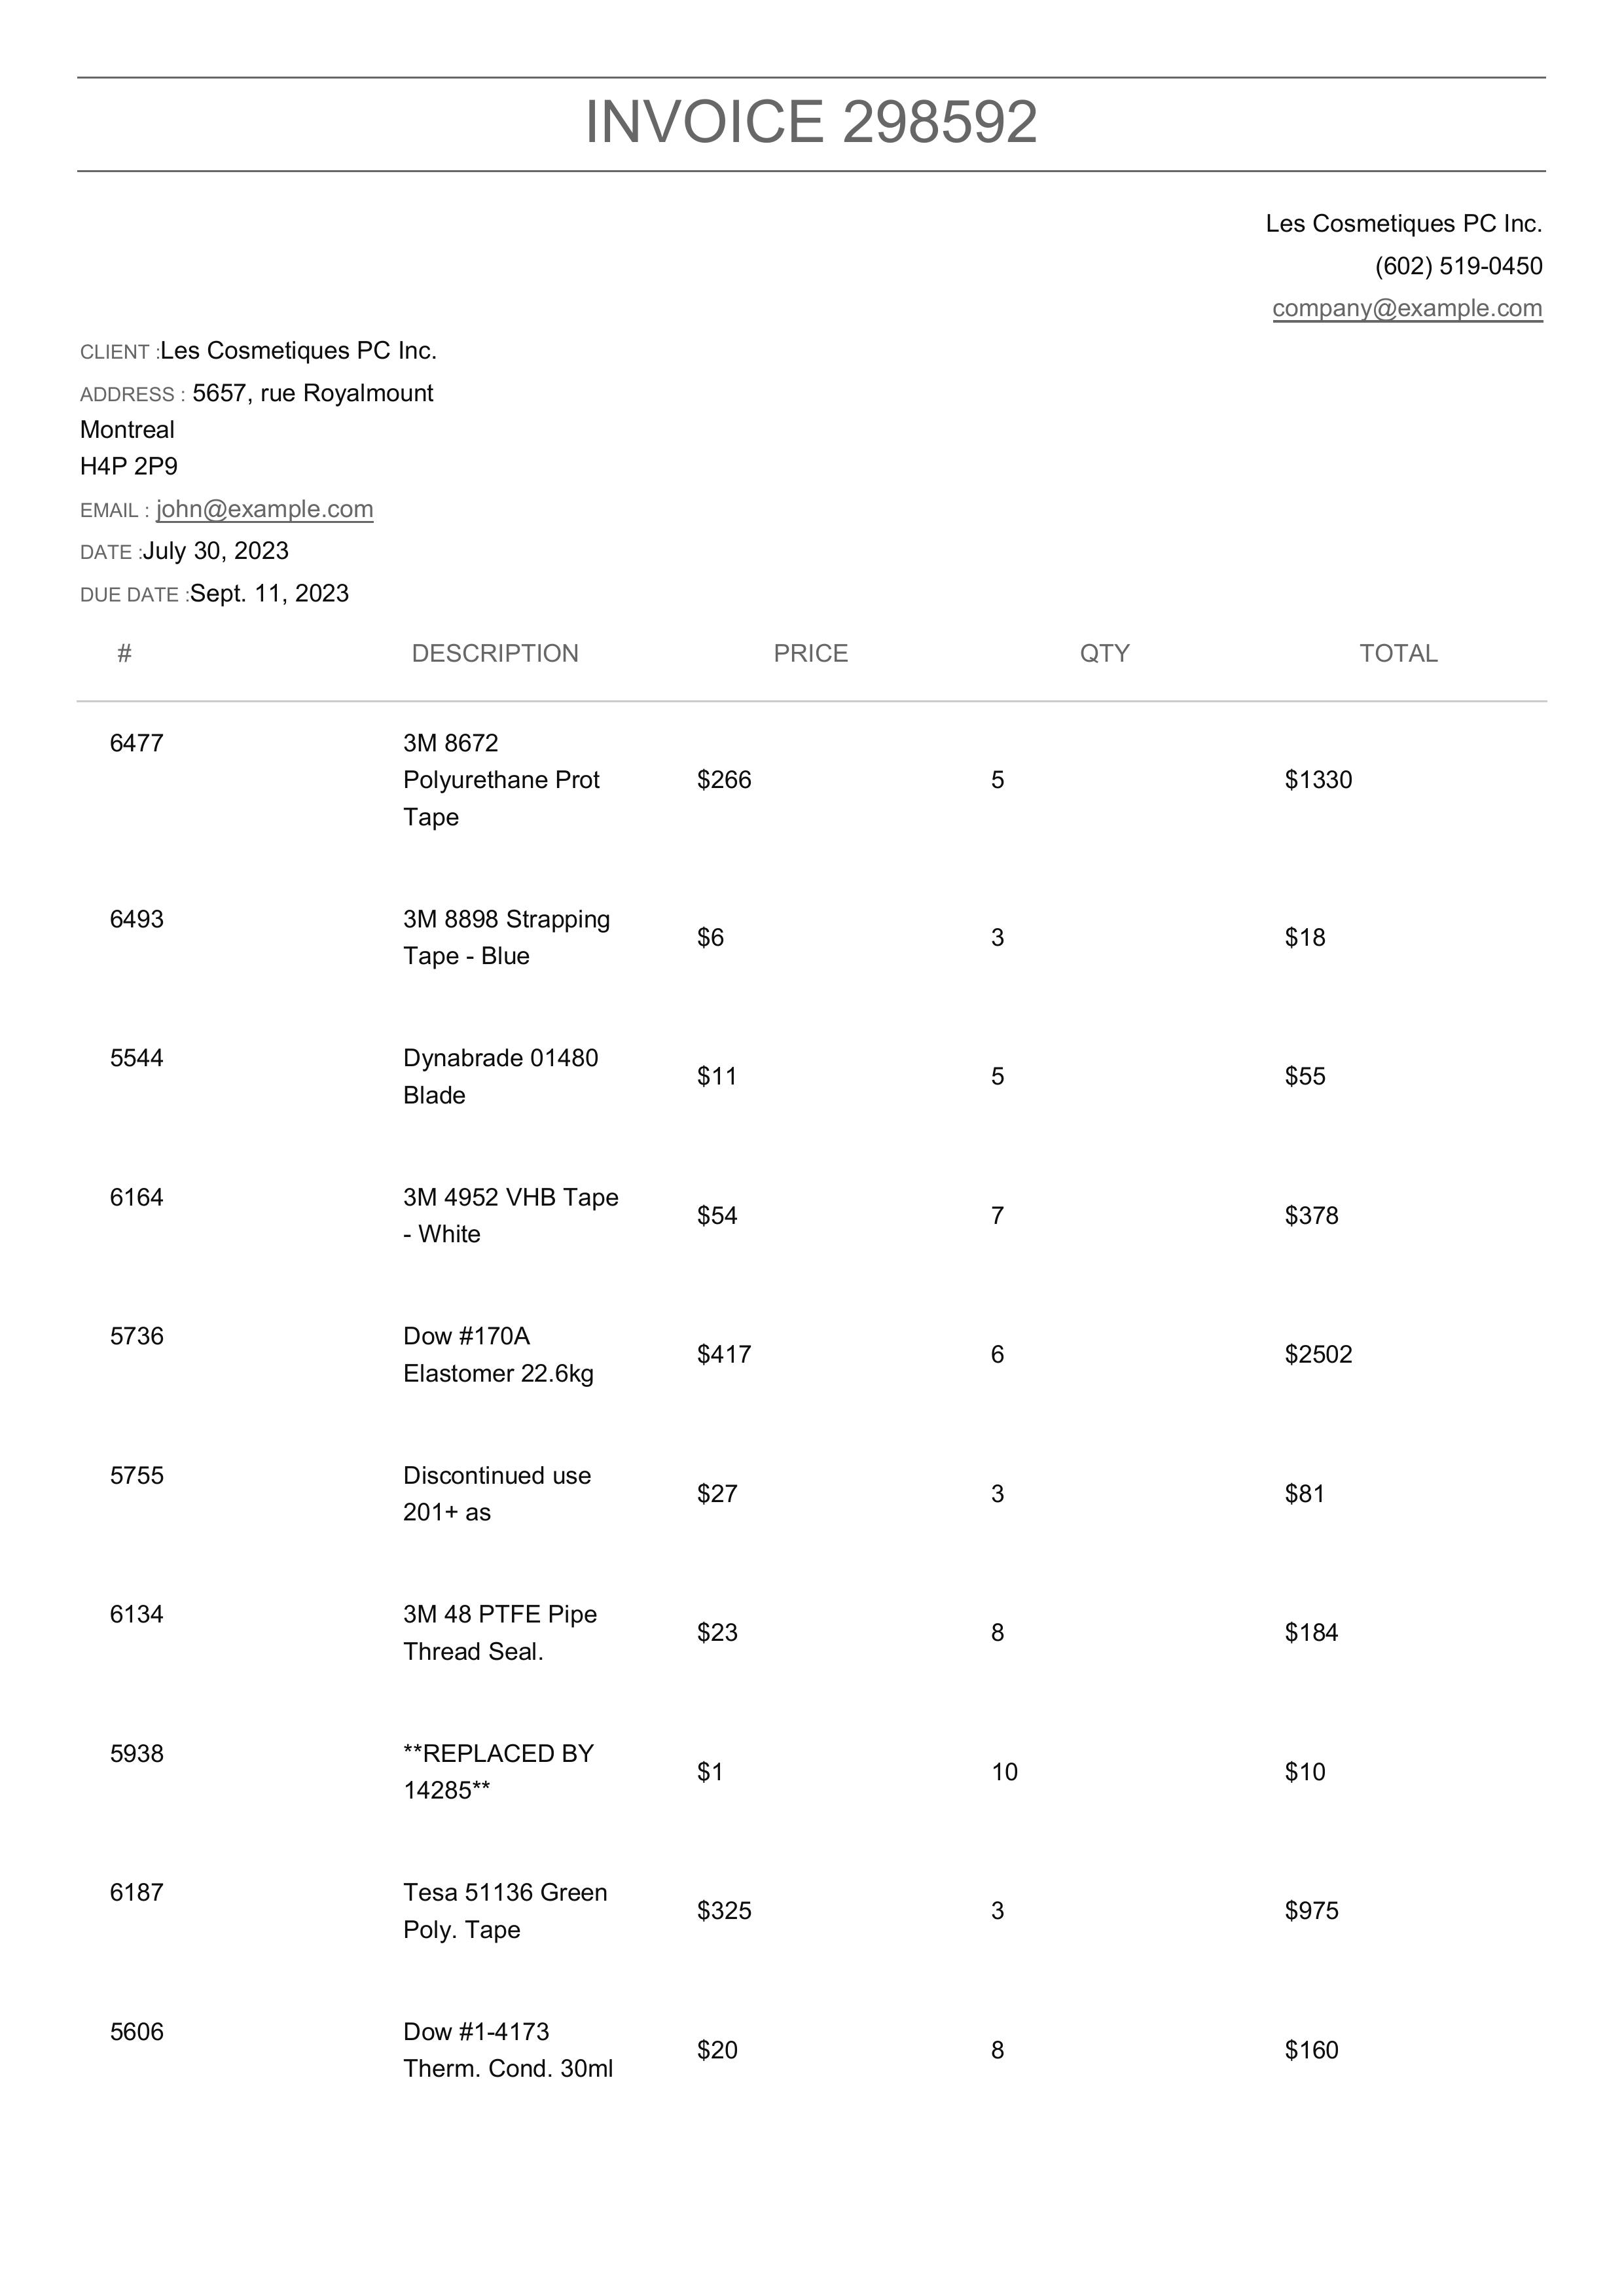 INVOICE 298592
Les Cosmetiques PC Inc.
(602) 519-0450
company@example.com
CLIENT :Les Cosmetiques PC Inc.
ADDRESS : 5657, rue Royalmount
Montreal
H4P 2P9
EMAIL : john@example.com
DATE :July 30, 2023
DUE DATE :Sept. 11, 2023
# DESCRIPTION PRICE QTY TOTAL
6477 3M 8672
Polyurethane Prot $266 5 $1330
Tape
6493 3M 8898 Strapping
$6 3 $18
Tape - Blue
5544 Dynabrade 01480
$11 5 $55
Blade
6164 3M 4952 VHB Tape
$54 7 $378
- White
5736 Dow #170A
$417 6 $2502
Elastomer 22.6kg
5755 Discontinued use
$27 3 $81
201+ as
6134 3M 48 PTFE Pipe
$23 8 $184
Thread Seal.
5938 **REPLACED BY
$1 10 $10
14285**
6187 Tesa 51136 Green
$325 3 $975
Poly. Tape
5606 Dow #1-4173
$20 8 $160
Therm. Cond. 30ml